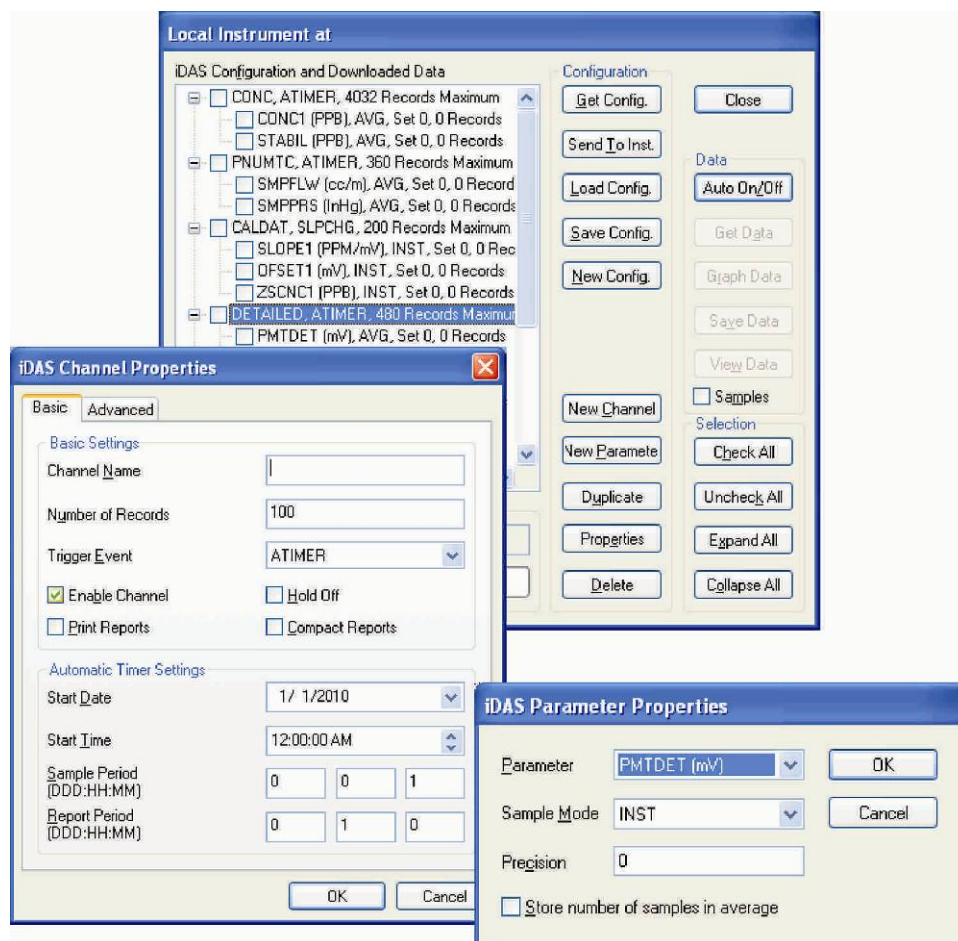 Local Instrument at
iDAS Configuration and Downloaded Data
CONC, ATIMER, 4032 Records Maximum
CONC1 (PPB), AVG, Set 0, 0 Records
STABIL (PPB), AVG, Set 0, 0 Records
PNUMTC, ATIMER, 360 Records Maximum
SMPFLW (cc/m), AVG, Set 0, 0 Record
SMPPRS (InHg), AVG, Set 0, 0 Records
CALDAT, SLPCHG, 200 Records Maximum
SLOPE1 (PPM/mV), INST, Set 0, 0 Rec
OFSET1 (mV), INST, Set 0, 0 Records
ZSCNC1 (PPB), INST, Set 0, 0 Records
DETAILED, ATIMER, 480 Records Maximur
PMTDET (mV), AVG, Set 0, 0 Records
Configuration
Get Config.
Send To Inst.
Load Config.
Save Config.
New Config.
New Channel
New Paramete
Duplicate
Properties
Delete
Close
Data
Auto On/Off
Get Data
Graph Data
Save Data
View Data
Samples
Selection
Check All
Uncheck All
Expand All
Collapse All
iDAS Channel Properties
Basic Advanced
Basic Settings
Channel Name
Number of Records 100
Trigger Event ATIMER
Enable Channel Hold Off
Print Reports Compact Reports
Automatic Timer Settings
Start Date 1/ 1/2010
Start Time 12:00:00 AM
Sample Period
(DDD:HH:MM) 0 0 1
Report Period
(DDD:HH:MM) 0 1 0
OK Cancel
iDAS Parameter Properties
Parameter PMTDET (mV) OK
Sample Mode INST Cancel
Precision 0
Store number of samples in average